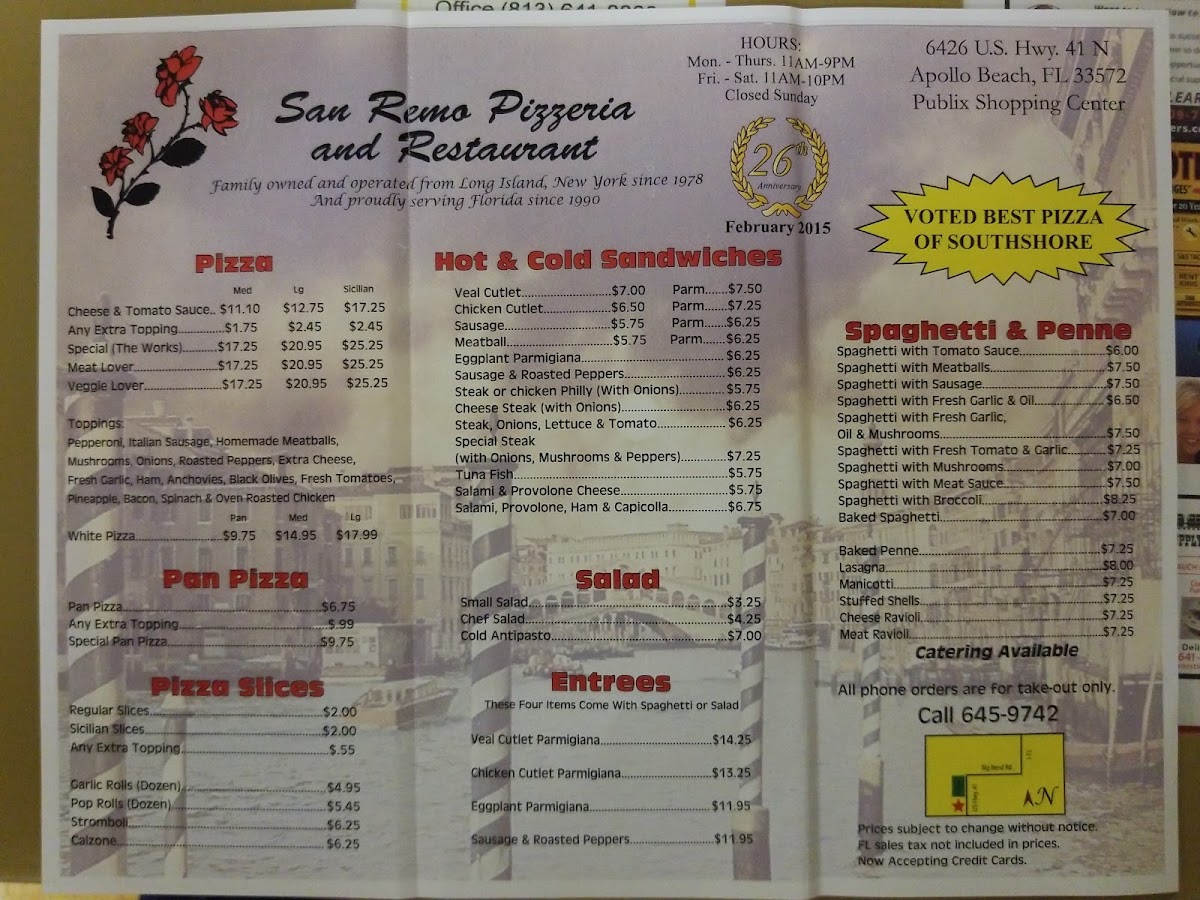 Office (813) 641-
San Remo Pizzeria
and Restaurant
Family owned and operated from Long Island, New York since 1978
And proudly serving Florida since 1990
HOURS:
Mon. - Thurs. 11AM-9PM
Fri. - Sat. 11AM-10PM
Closed Sunday
26th
Anniversary
February 2015
6426 U.S. Hwy. 41 N
Apollo Beach, FL 33572
Publix Shopping Center
VOTED BEST PIZZA
OF SOUTHSHORE
Pizza
Med Lg Sicilian
Cheese & Tomato Sauce.. $11.10 $12.75 $17.25
Any Extra Topping............$1.75 $2.45 $2.45
Special (The Works)..........$17.25 $20.95 $25.25
Meat Lover......................$17.25 $20.95 $25.25
Veggie Lover....................$17.25 $20.95 $25.25
Toppings:
Pepperoni, Italian Sausage, Homemade Meatballs,
Mushrooms, Onions, Roasted Peppers, Extra Cheese,
Fresh Garlic, Ham, Anchovies, Black Olives, Fresh Tomatoes,
Pineapple, Bacon, Spinach & Oven Roasted Chicken
Pan Med Lg
White Pizza......................$9.75 $14.95 $17.99
Pan Pizza
Pan Pizza..................................................$6.75
Any Extra Topping.....................................$.99
Special Pan Pizza.......................................$9.75
Pizza Slices
Regular Slices............................................$2.00
Sicilian Slices.............................................$2.00
Any Extra Topping.....................................$.55
Garlic Rolls (Dozen)....................................$4.95
Pop Rolls (Dozen).......................................$5.45
Stromboli...................................................$6.25
Calzone.....................................................$6.25
Hot & Cold Sandwiches
Veal Cutlet.......................$7.00 Parm.......$7.50
Chicken Cutlet..................$6.50 Parm.......$7.25
Sausage...........................$5.75 Parm.......$6.25
Meatball...........................$5.75 Parm.......$6.25
Eggplant Parmigiana....................................$6.25
Sausage & Roasted Peppers..........................$6.25
Steak or chicken Philly (With Onions)............$5.75
Cheese Steak (with Onions)..........................$6.25
Steak, Onions, Lettuce & Tomato.................. $6.25
Special Steak
(with Onions, Mushrooms & Peppers)............$7.25
Tuna Fish....................................................$5.75
Salami & Provolone Cheese...........................$5.75
Salami, Provolone, Ham & Capicolla...............$6.75
Salad
Small Salad..................................................$3.25
Chef Salad...................................................$4.25
Cold Antipasto.............................................$7.00
Entrees
These Four Items Come With Spaghetti or Salad
Veal Cutlet Parmigiana............................$14.25
Chicken Cutlet Parmigiana.......................$13.25
Eggplant Parmigiana...............................$11.95
Sausage & Roasted Peppers.....................$11.95
Spaghetti & Penne
Spaghetti with Tomato Sauce......................$6.00
Spaghetti with Meatballs.............................$7.50
Spaghetti with Sausage...............................$7.50
Spaghetti with Fresh Garlic & Oil..................$6.50
Spaghetti with Fresh Garlic,
Oil & Mushrooms.........................................$7.50
Spaghetti with Fresh Tomato & Garlic..........$7.25
Spaghetti with Mushrooms..........................$7.00
Spaghetti with Meat Sauce..........................$7.50
Spaghetti with Broccoli................................$8.25
Baked Spaghetti..........................................$7.00
Baked Penne...............................................$7.25
Lasagna......................................................$8.00
Manicotti.....................................................$7.25
Stuffed Shells..............................................$7.25
Cheese Ravioli.............................................$7.25
Meat Ravioli................................................$7.25
Catering Available
All phone orders are for take-out only.
Call 645-9742
Big Bend Rd.
I-75
US Hwy. 41
N
Prices subject to change without notice.
FL sales tax not included in prices.
Now Accepting Credit Cards.